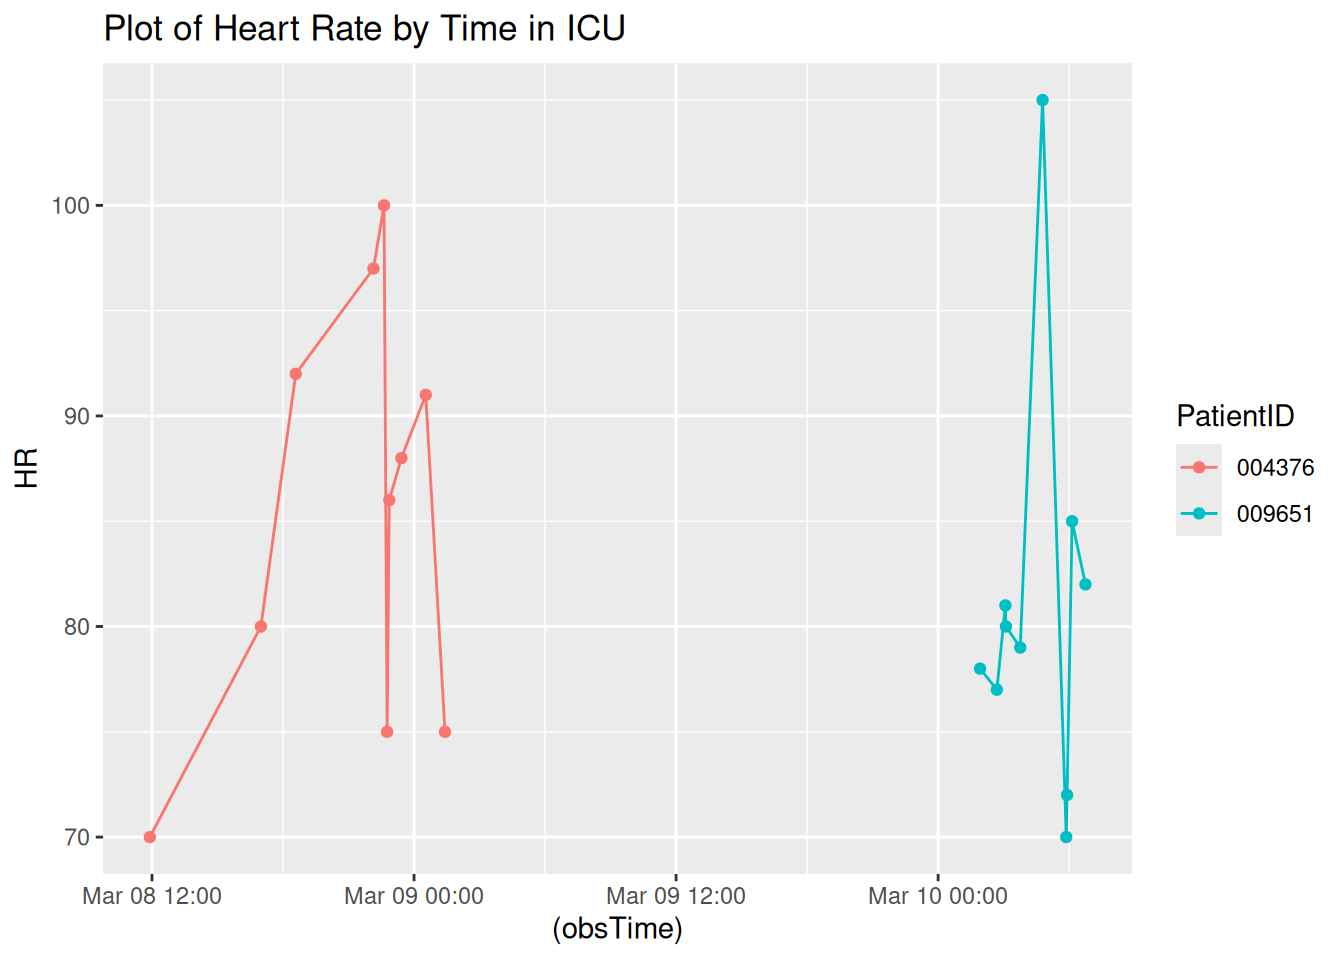 Plot of Heart Rate by Time in ICU
100
90
80
70
HR
Mar 08 12:00 Mar 09 00:00 Mar 09 12:00 Mar 10 00:00
(obsTime)
PatientID
004376
009651